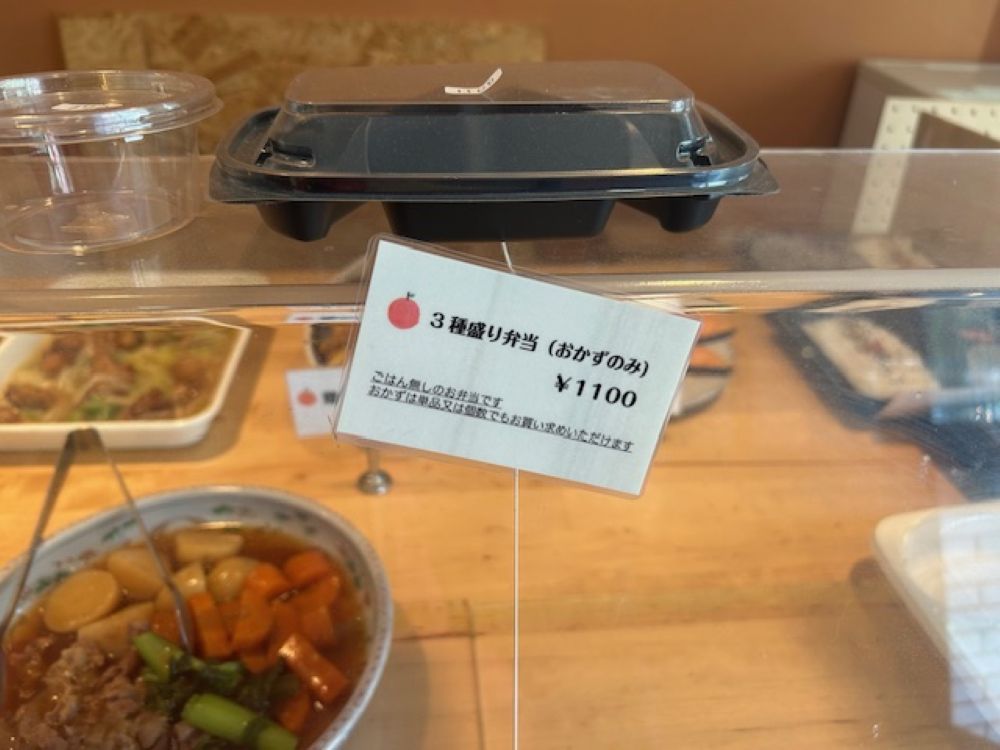 3種盛り弁当（おかずのみ）
￥1100
ごはん無しのお弁当です
おかずは単品又は個数でもお買い求めいただけます